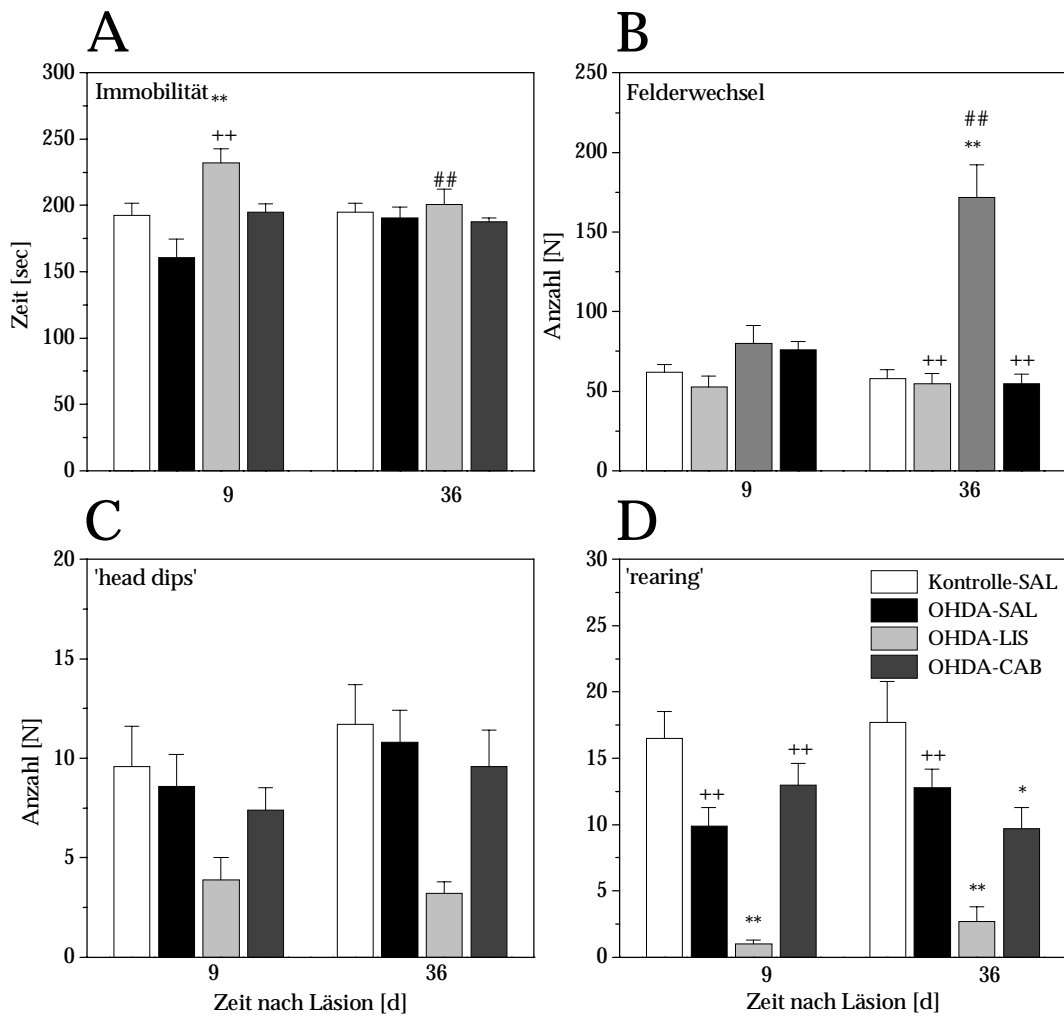 A
Immobilität
**
++
##
Zeit [sec]
300
250
200
150
100
50
0
9
36
B
Felderwechsel
##
**
++
++
Anzahl [N]
250
200
150
100
50
0
9
36
C
'head dips'
Anzahl [N]
20
15
10
5
0
9
36
Zeit nach Läsion [d]
D
'rearing'
Kontrolle-SAL
OHDA-SAL
OHDA-LIS
OHDA-CAB
++
**
++
++
**
*
30
25
20
15
10
5
0
9
36
Zeit nach Läsion [d]